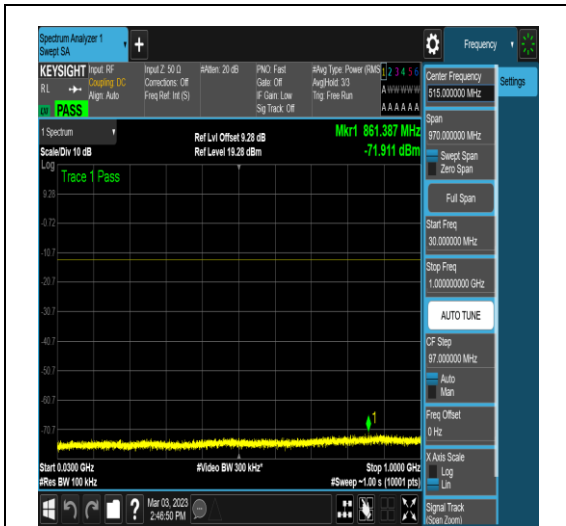 Spectrum Analyzer 1
Swept SA
Frequency
KEYSIGHT
RL
PASS
Input: RF
Coupling: DC
Align: Auto
Input Z: 50 Ω
Corrections: Off
Freq Ref: Int (S)
#Atten: 20 dB
PNO: Fast
Gate: Off
IF Gain: Low
Sig Track: Off
#Avg Type: Power (RMS
Avg|Hold: 3/3
Trig: Free Run
1 2 3 4 5 6
A W W W W W
A A A A A A
1 Spectrum
Scale/Div 10 dB
Ref Lvl Offset 9.28 dB
Ref Level 19.28 dBm
Mkr1 861.387 MHz
-71.911 dBm
Log
Trace 1 Pass
9.28
-0.72
-10.7
-20.7
-30.7
-40.7
-50.7
-60.7
-70.7
1
Start 0.0300 GHz
#Res BW 100 kHz
#Video BW 300 kHz*
Stop 1.0000 GHz
#Sweep ~1.00 s (10001 pts)
Mar 03, 2023
2:46:50 PM
Center Frequency
515.000000 MHz
Settings
Span
970.000000 MHz
Swept Span
Zero Span
Full Span
Start Freq
30.000000 MHz
Stop Freq
1.000000000 GHz
AUTO TUNE
CF Step
97.000000 MHz
Auto
Man
Freq Offset
0 Hz
X Axis Scale
Log
Lin
Signal Track
(Span Zoom)